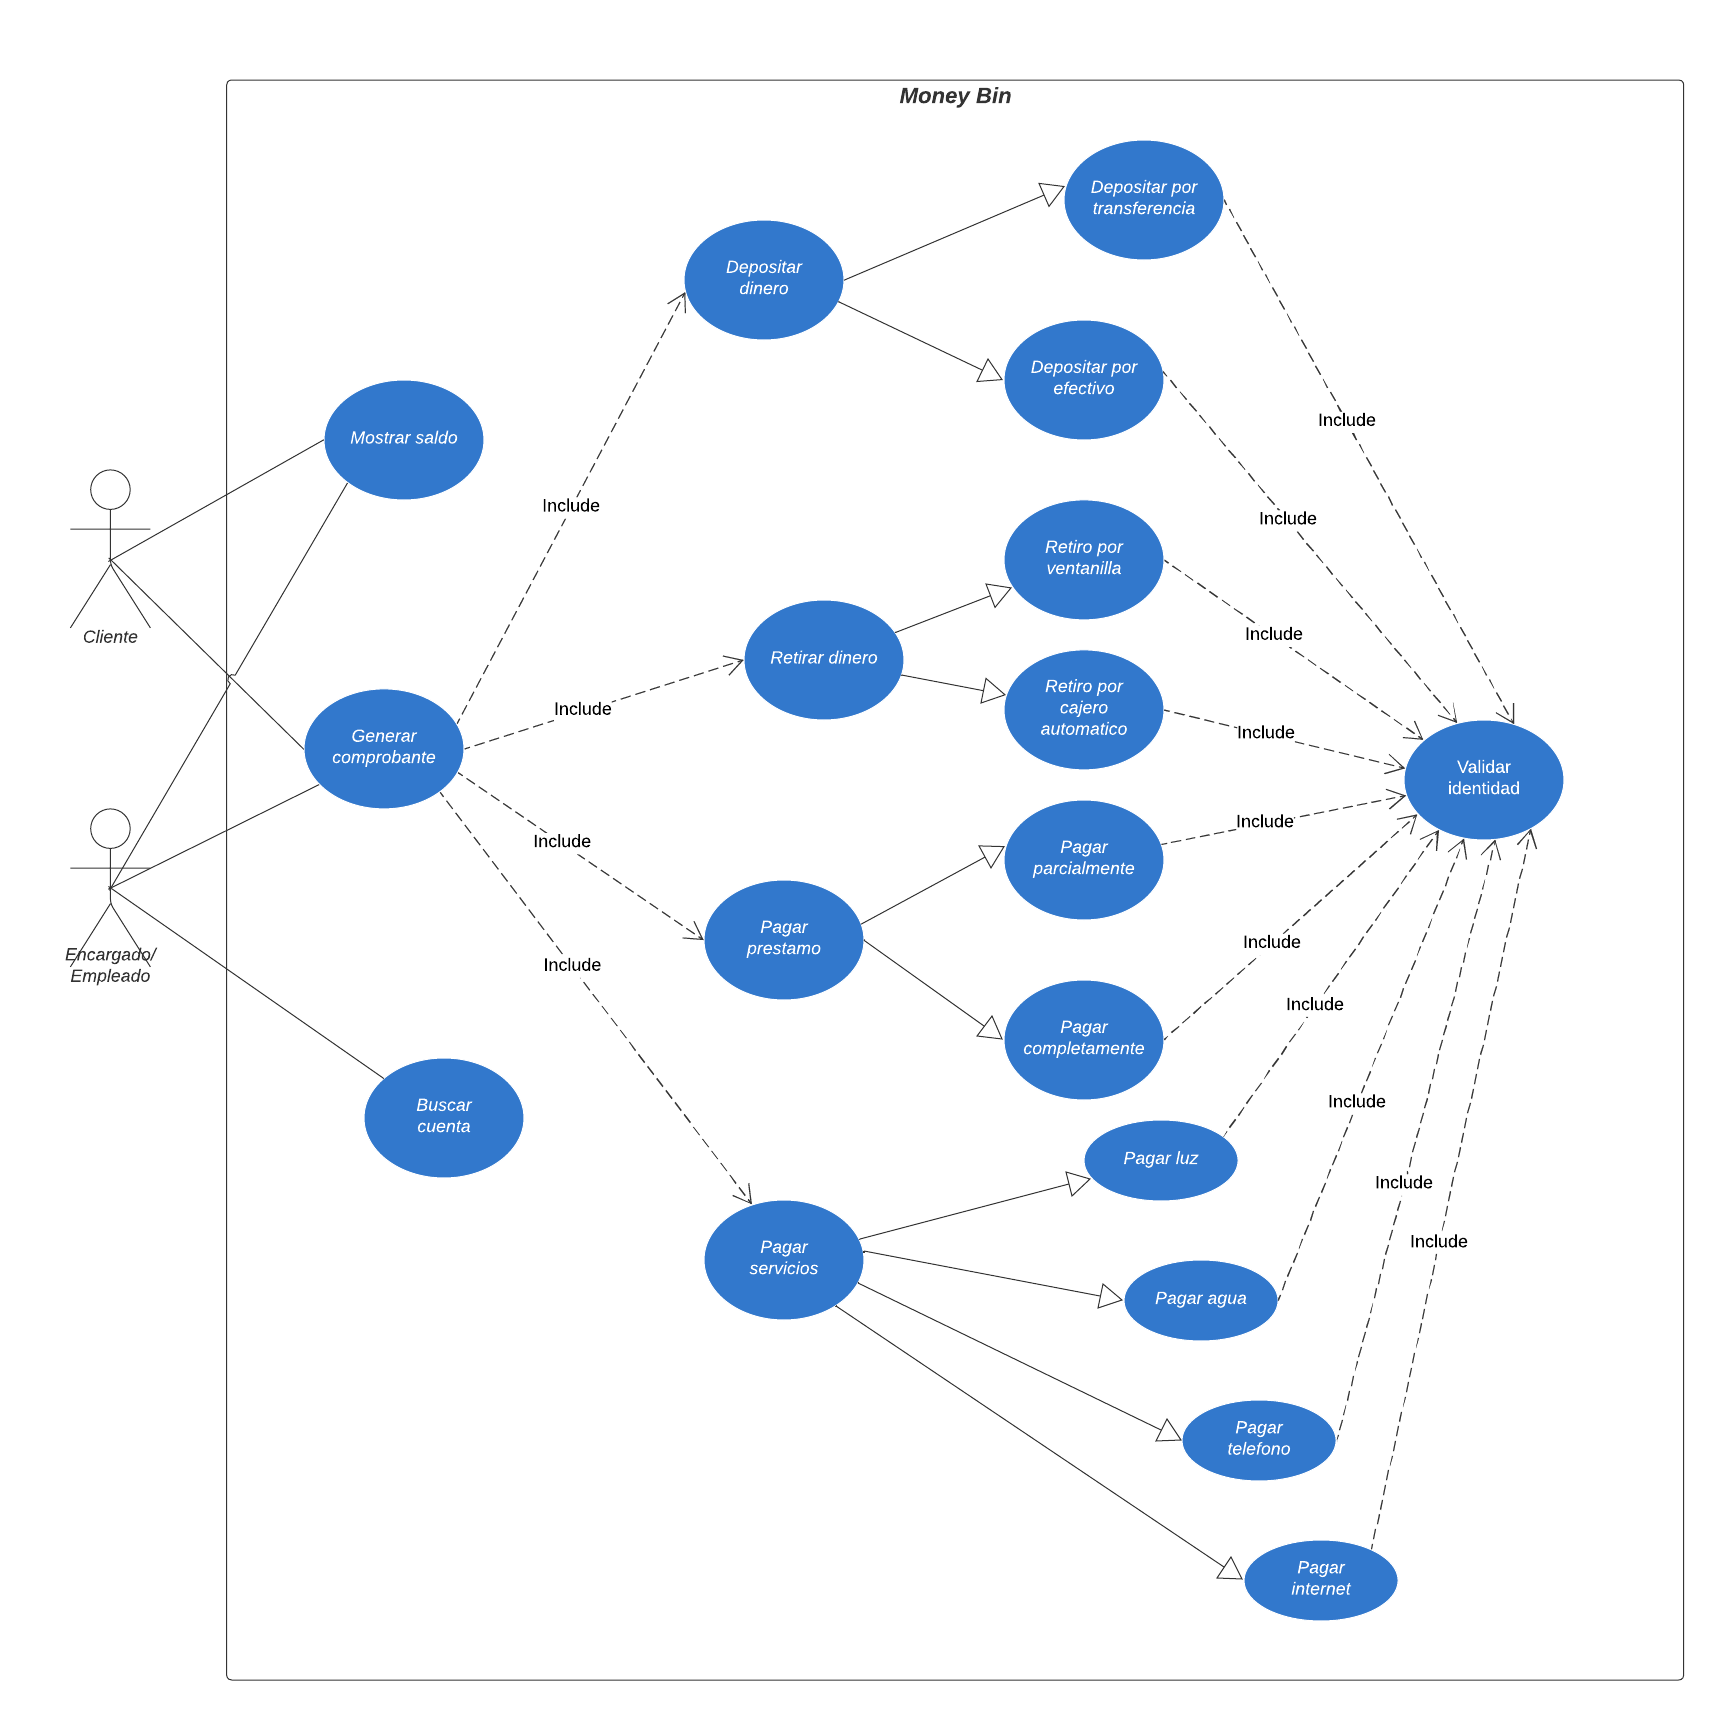 Money Bin
Depositar por
transferencia
Depositar
dinero
Depositar por
efectivo
Include
Mostrar saldo
Include
Include
Retiro por
ventanilla
Include
Cliente
Retirar dinero
Retiro por
cajero
automatico
Include
Include
Generar
comprobante
Validar
identidad
Include
Include
Pagar
parcialmente
Pagar
prestamo
Include
Encargado/
Empleado
Include
Include
Pagar
completamente
Include
Buscar
cuenta
Pagar luz
Include
Include
Pagar
servicios
Pagar agua
Pagar
telefono
Pagar
internet